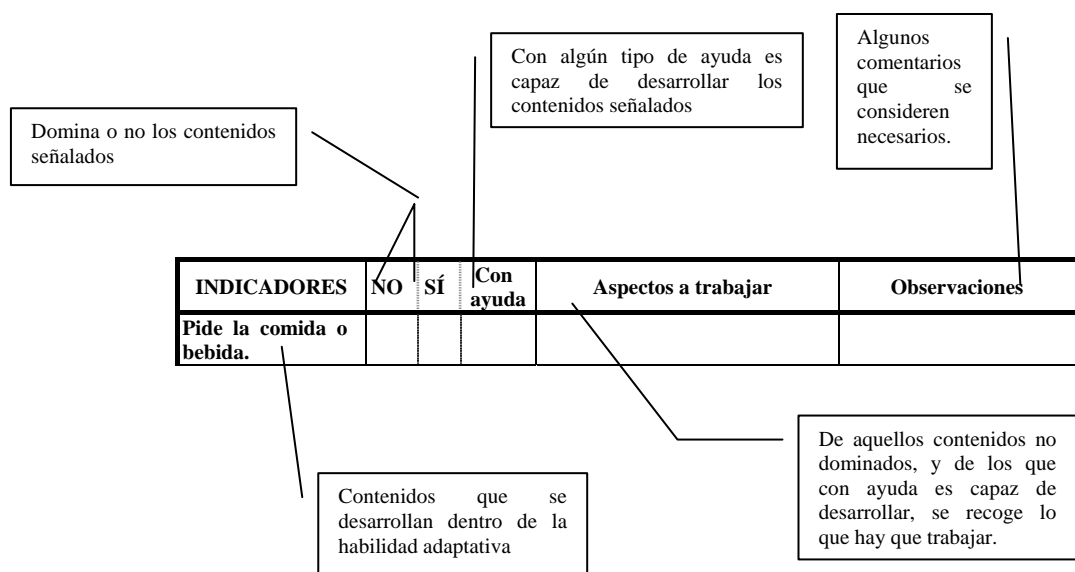 Algunos
comentarios
que se
consideren
necesarios.
Con algún tipo de ayuda es
capaz de desarrollar los
contenidos señalados
Domina o no los contenidos
señalados
INDICADORES NO SÍ Con ayuda Aspectos a trabajar Observaciones
Pide la comida o
bebida.
De aquellos contenidos no
dominados, y de los que
con ayuda es capaz de
desarrollar, se recoge lo
que hay que trabajar.
Contenidos que se
desarrollan dentro de la
habilidad adaptativa